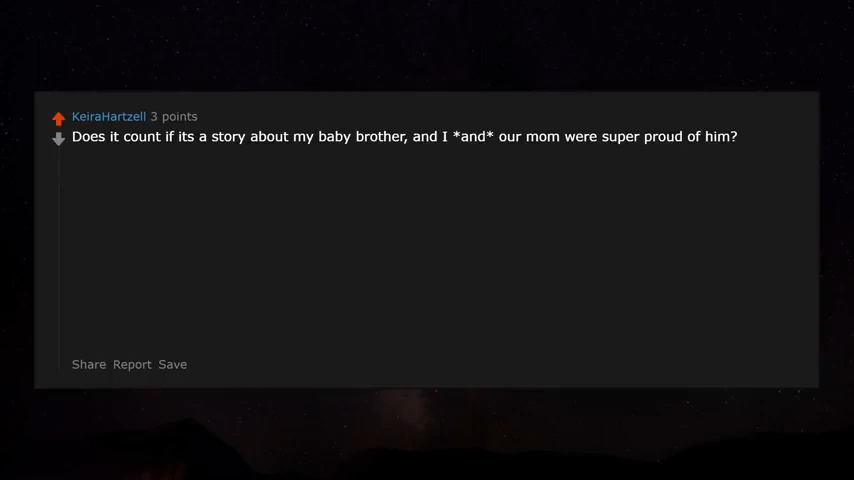 KeiraHartzell 3 points
Does it count if its a story about my baby brother, and I *and* our mom were super proud of him?
Share Report Save